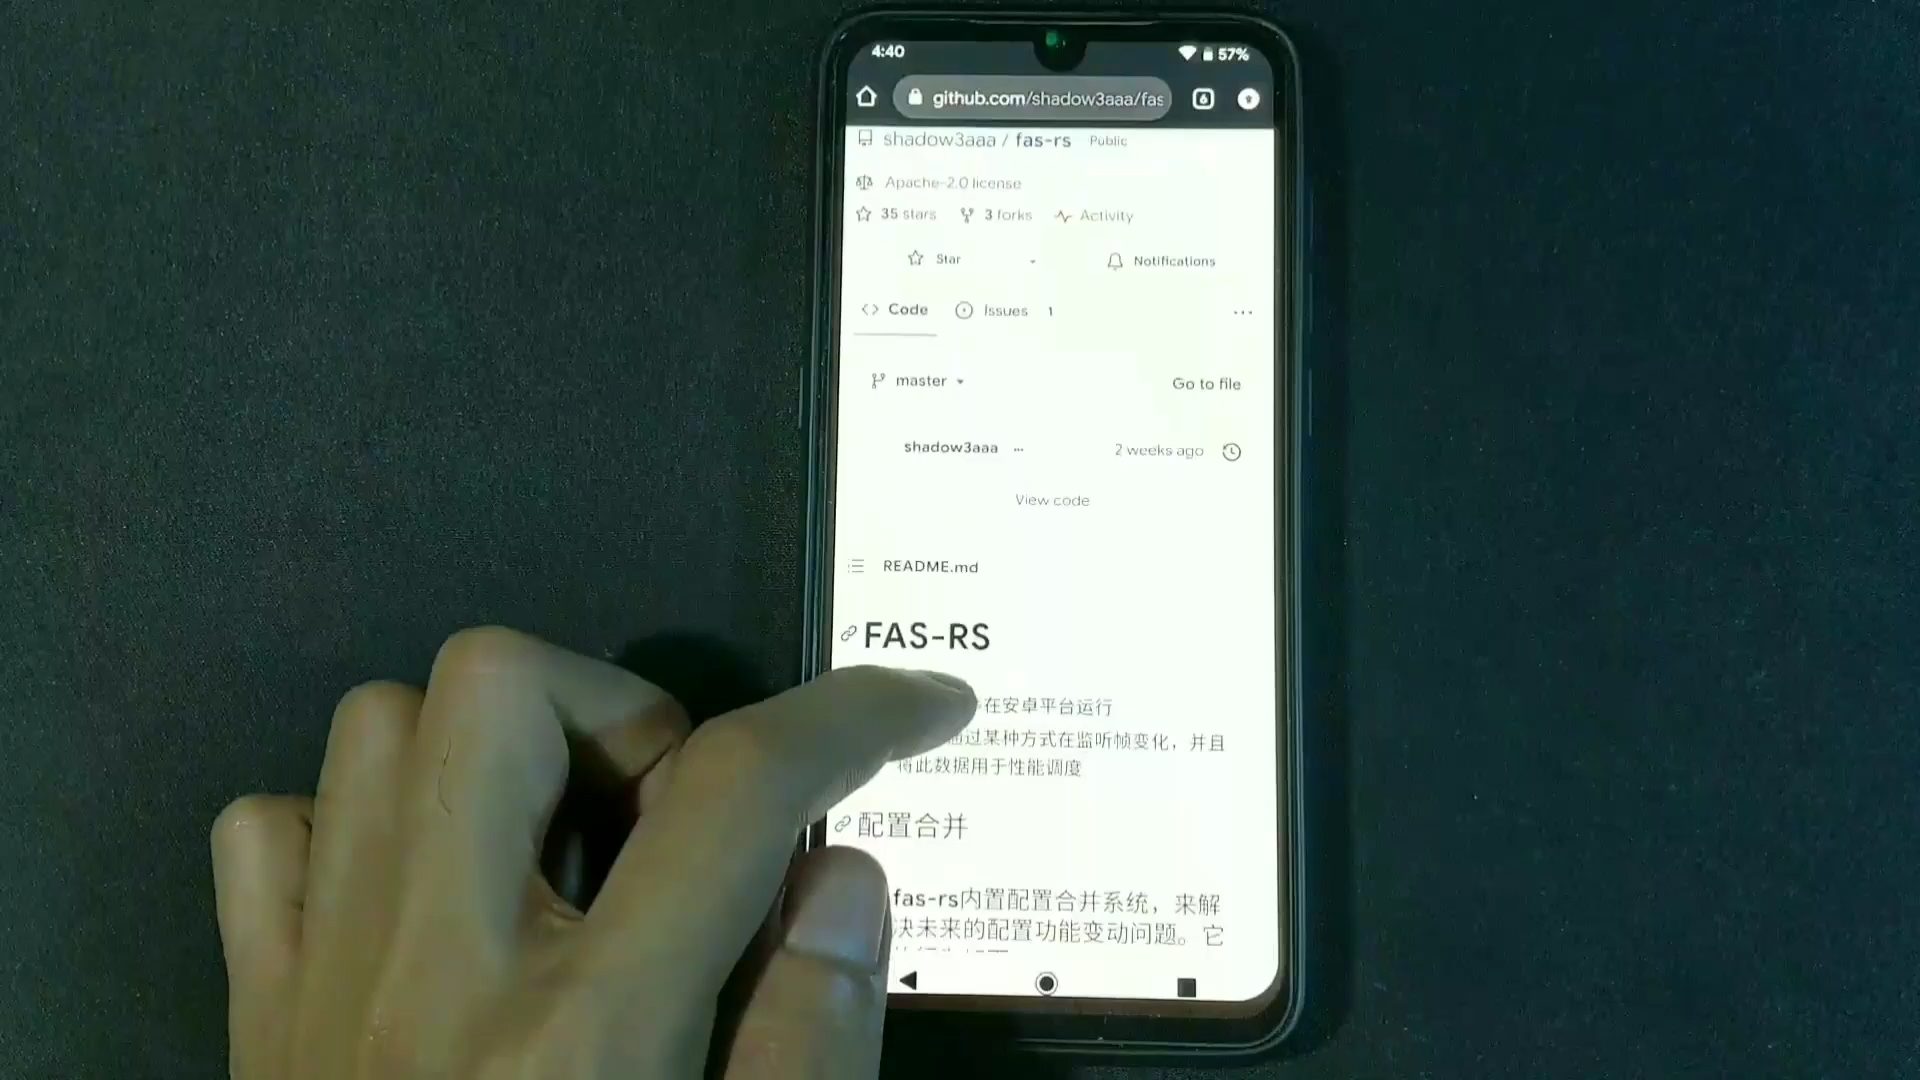 4:40
57%
github.com/shadow3aaa/fas
shadow3aaa / fas-rs Public
Apache-2.0 license
35 stars 3 forks Activity
Star Notifications
Code Issues 1
master Go to file
shadow3aaa ... 2 weeks ago
View code
README.md
FAS-RS
在安卓平台运行
通过某种方式在监听帧变化，并且
将此数据用于性能调度
配置合并
fas-rs内置配置合并系统，来解
决未来的配置功能变动问题。它